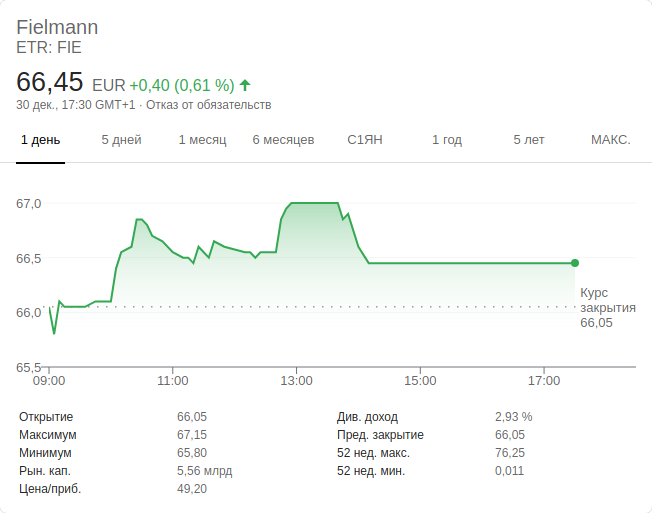 Fielmann
ETR: FIE
66,45 EUR +0,40 (0,61 %)
30 дек., 17:30 GMT+1 · Отказ от обязательств
1 день 5 дней 1 месяц 6 месяцев С1ЯН 1 год 5 лет МАКС.
67,0
66,5
66,0
65,5
Курс
закрытия
66,05
09:00 11:00 13:00 15:00 17:00
Открытие 66,05 Див. доход 2,93 %
Максимум 67,15 Пред. закрытие 66,05
Минимум 65,80 52 нед. макс. 76,25
Рын. кап. 5,56 млрд 52 нед. мин. 0,011
Цена/приб. 49,20